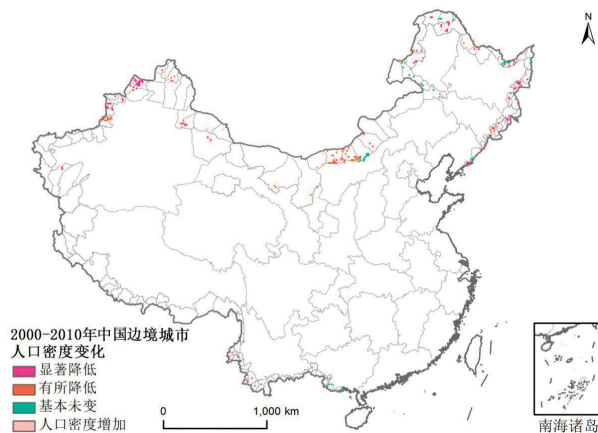 N
2000-2010年中国边境城市
人口密度变化
显著降低
有所降低
基本未变
人口密度增加
0 1,000 km
南海诸岛